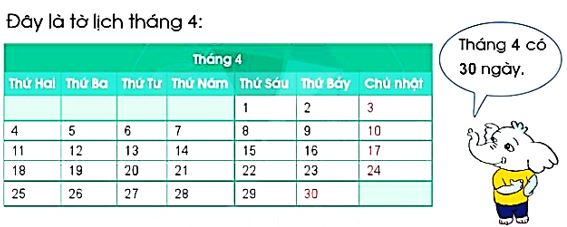 Đây là tờ lịch tháng 4:
Tháng 4
Thứ Hai Thứ Ba Thứ Tư Thứ Năm Thứ Sáu Thứ Bảy Chủ nhật
1 2 3
4 5 6 7 8 9 10
11 12 13 14 15 16 17
18 19 20 21 22 23 24
25 26 27 28 29 30
Tháng 4 có
30 ngày.